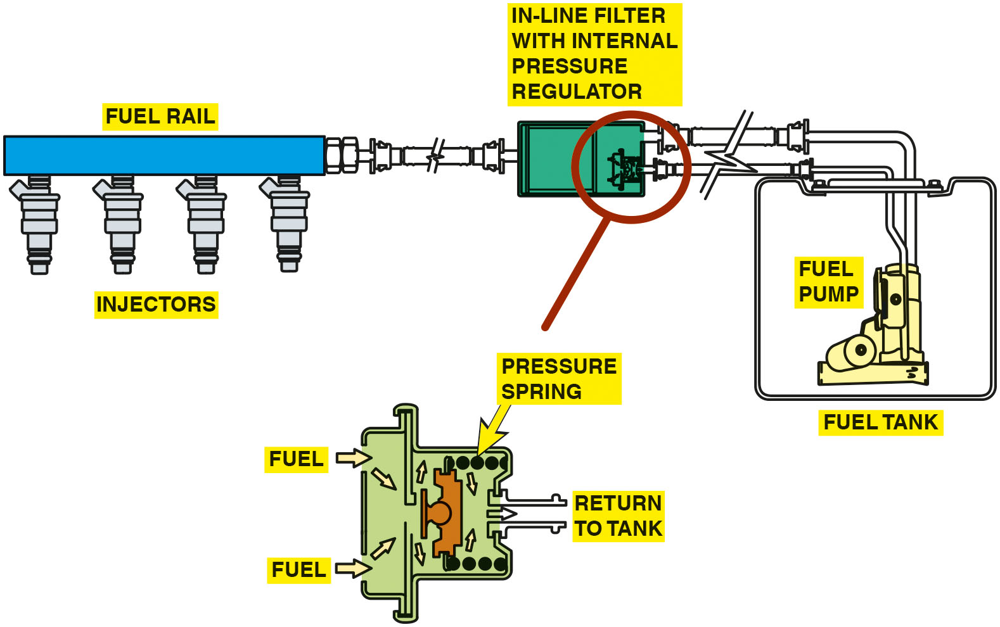 IN-LINE FILTER
WITH INTERNAL
PRESSURE
REGULATOR
FUEL RAIL
INJECTORS
FUEL
PUMP
FUEL TANK
PRESSURE
SPRING
FUEL
RETURN
TO TANK
FUEL